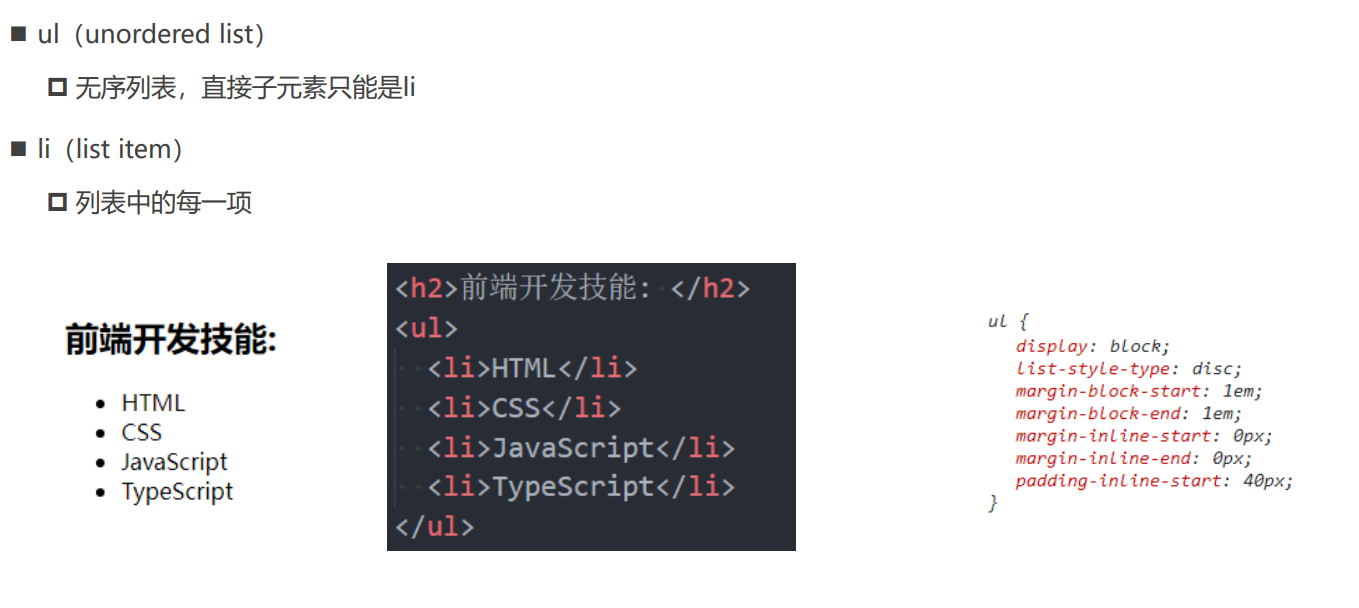 ul（unordered list）
无序列表，直接子元素只能是li
li（list item）
列表中的每一项
前端开发技能:
HTML
CSS
JavaScript
TypeScript
<h2>前端开发技能: </h2>
<ul>
<li>HTML</li>
<li>CSS</li>
<li>JavaScript</li>
<li>TypeScript</li>
</ul>
ul {
display: block;
list-style-type: disc;
margin-block-start: 1em;
margin-block-end: 1em;
margin-inline-start: 0px;
margin-inline-end: 0px;
padding-inline-start: 40px;
}